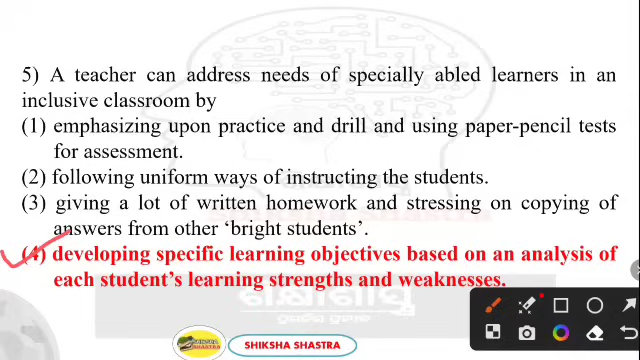 5) A teacher can address needs of specially abled learners in an
inclusive classroom by
(1) emphasizing upon practice and drill and using paper-pencil tests
for assessment.
(2) following uniform ways of instructing the students.
(3) giving a lot of written homework and stressing on copying of
answers from other ‘bright students’.
(4) developing specific learning objectives based on an analysis of
each student’s learning strengths and weaknesses.
SHIKSHA SHASTRA